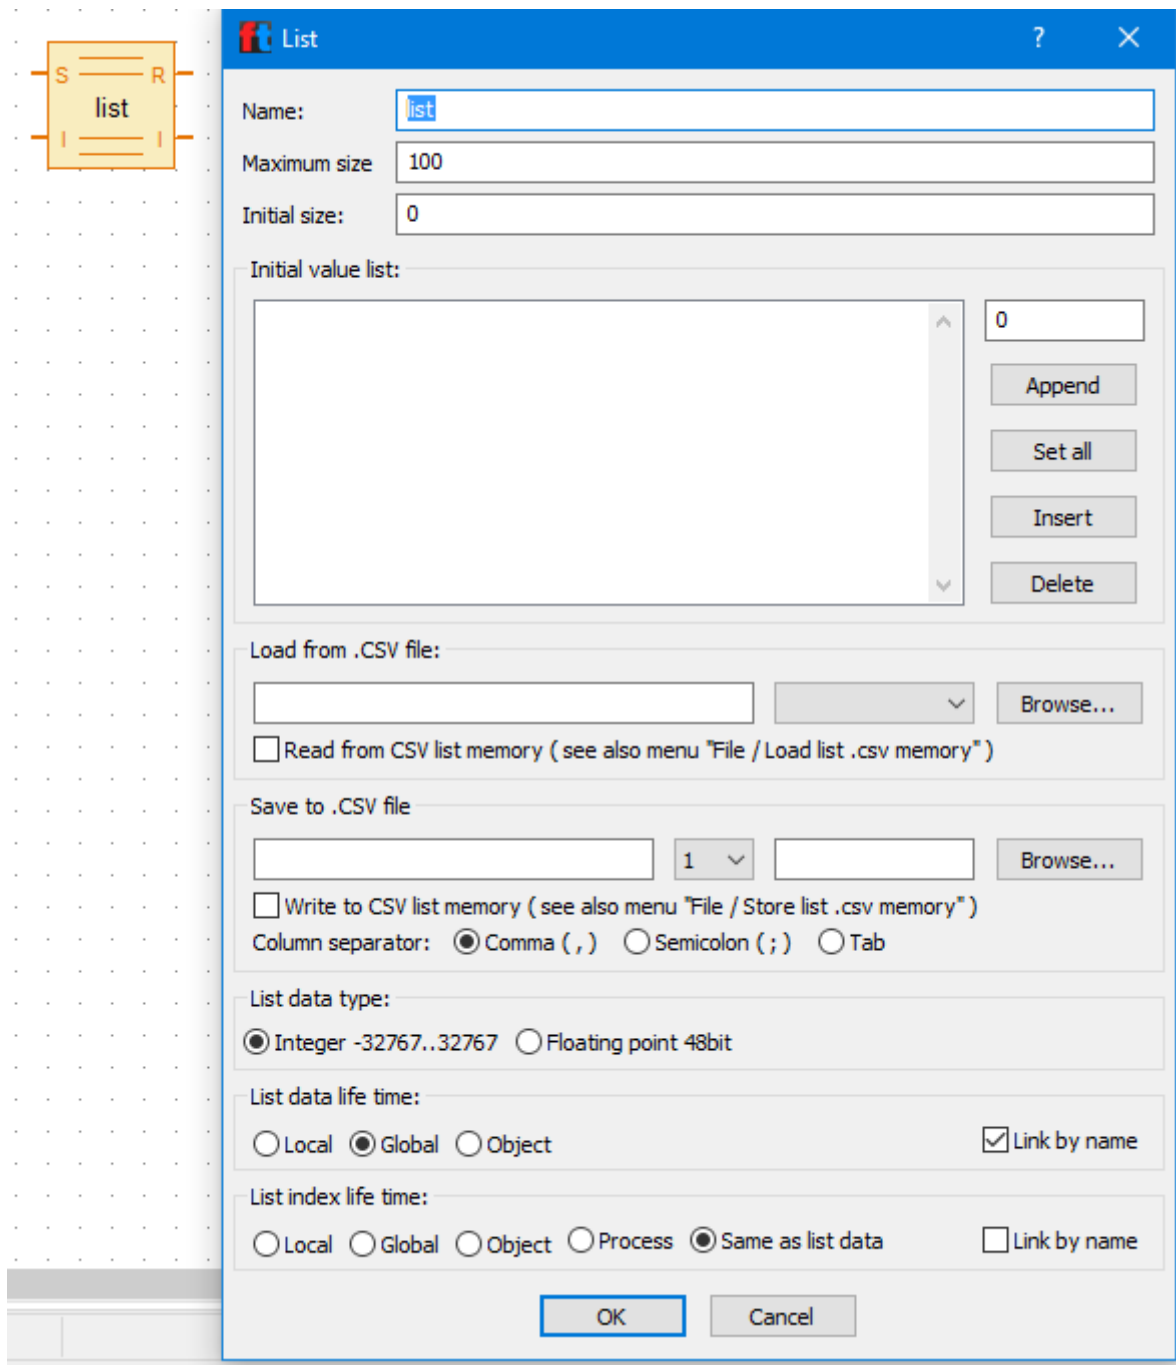 ft List ?
S R
list
I I
Name: list
Maximum size 100
Initial size: 0
Initial value list:
0
Append
Set all
Insert
Delete
Load from .CSV file:
Browse...
Read from CSV list memory ( see also menu "File / Load list .csv memory" )
Save to .CSV file
1 Browse...
Write to CSV list memory ( see also menu "File / Store list .csv memory" )
Column separator: Comma ( , ) Semicolon ( ; ) Tab
List data type:
Integer -32767..32767 Floating point 48bit
List data life time:
Local Global Object Link by name
List index life time:
Local Global Object Process Same as list data Link by name
OK Cancel